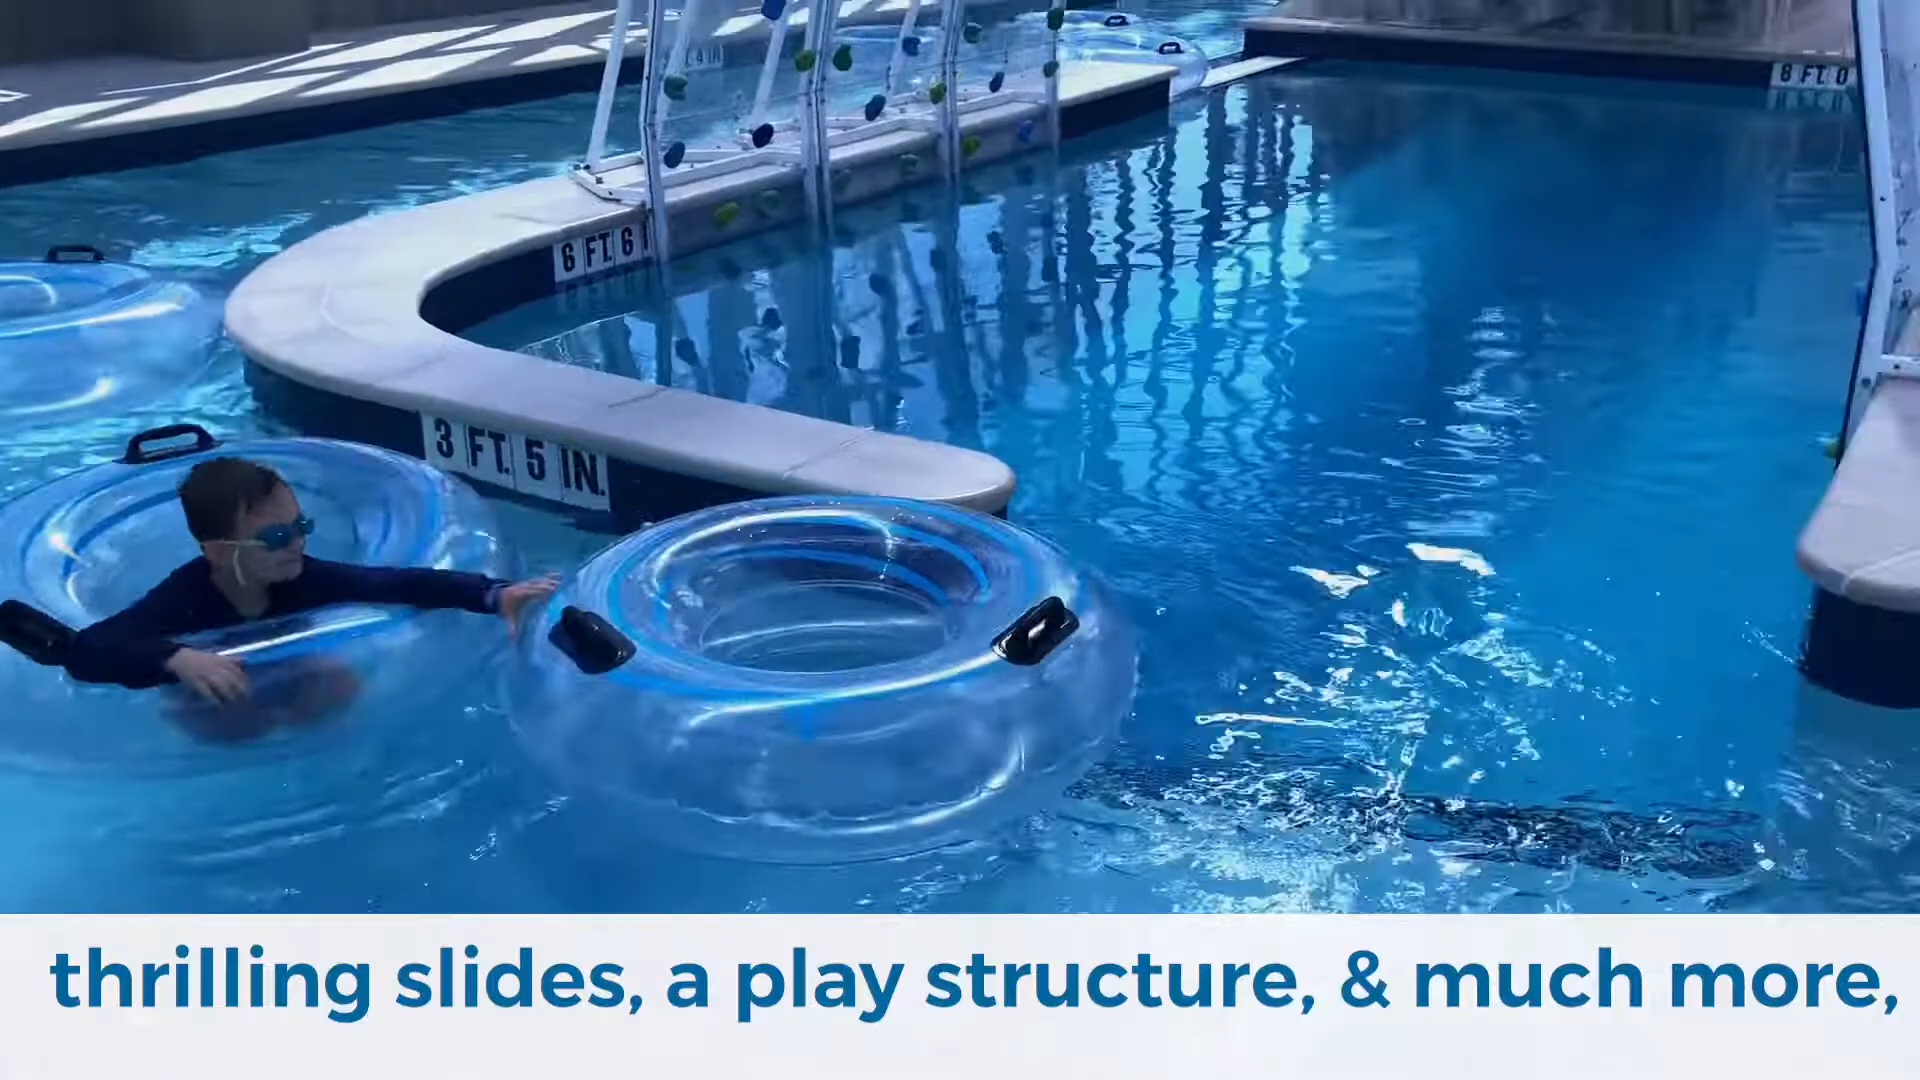 8 FT. 0
6 FT. 6 I
3 FT. 5 IN.
thrilling slides, a play structure, & much more,